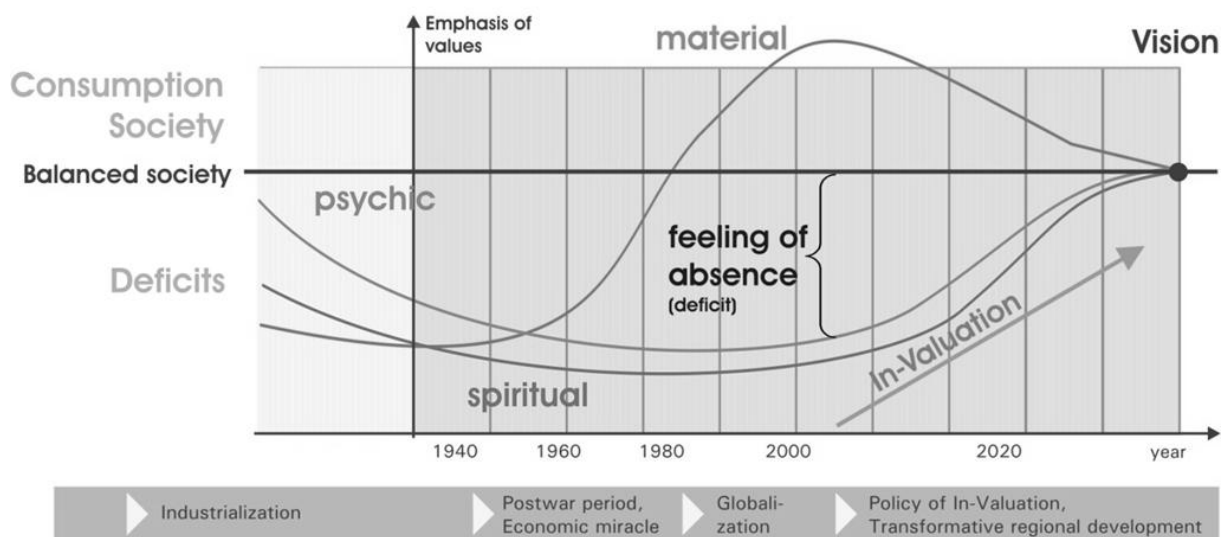 Emphasis of
values
material
Vision
Consumption
Society
Balanced society
psychic
feeling of
absence
(deficit)
Deficits
In-Valuation
spiritual
1940 1960 1980 2000 2020 year
Industrialization
Postwar period,
Economic miracle
Globali-
zation
Policy of In-Valuation,
Transformative regional development